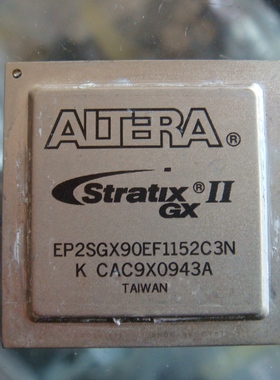 ALTERA®
Stratix® II
GX
EP2SGX90EF1152C3N
K CAC9X0943A
TAIWAN